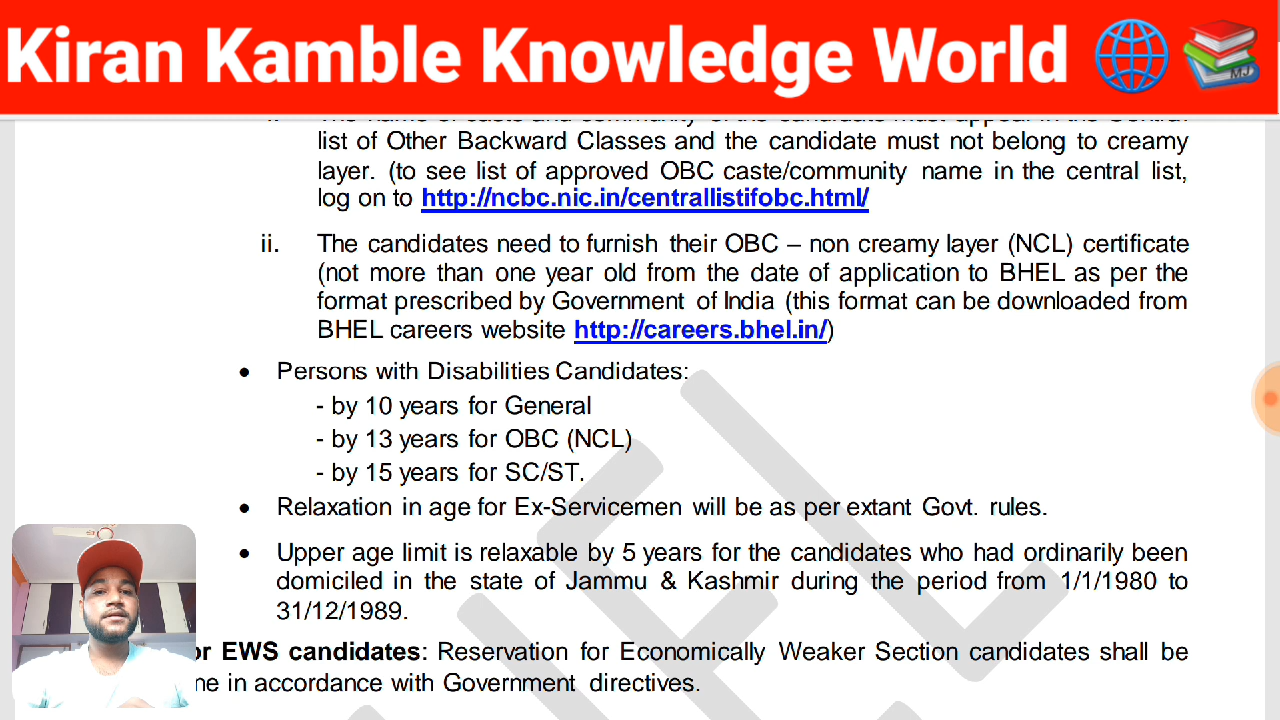 Kiran Kamble Knowledge World
MJ
list of Other Backward Classes and the candidate must not belong to creamy
layer. (to see list of approved OBC caste/community name in the central list,
log on to http://ncbc.nic.in/centrallistifobc.html/
ii. The candidates need to furnish their OBC – non creamy layer (NCL) certificate
(not more than one year old from the date of application to BHEL as per the
format prescribed by Government of India (this format can be downloaded from
BHEL careers website http://careers.bhel.in/)
• Persons with Disabilities Candidates:
- by 10 years for General
- by 13 years for OBC (NCL)
- by 15 years for SC/ST.
• Relaxation in age for Ex-Servicemen will be as per extant Govt. rules.
• Upper age limit is relaxable by 5 years for the candidates who had ordinarily been
domiciled in the state of Jammu & Kashmir during the period from 1/1/1980 to
31/12/1989.
EWS candidates: Reservation for Economically Weaker Section candidates shall be
in accordance with Government directives.